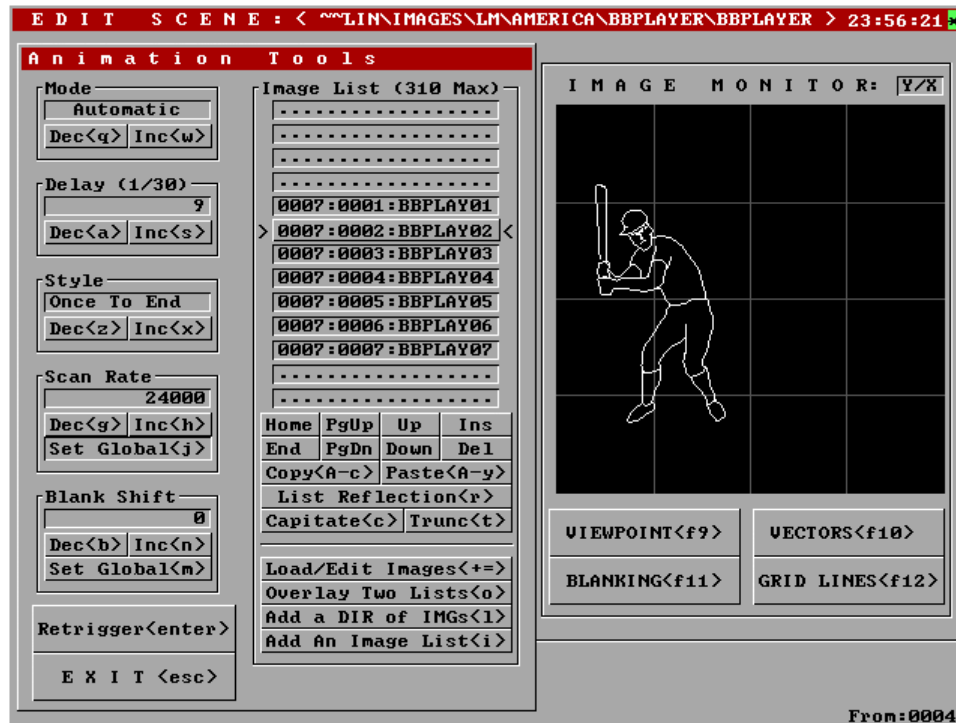 E D I T   S C E N E : < ~~LIN\IMAGES\LM\AMERICA\BBPLAYER\BBPLAYER > 23:56:21 *
A n i m a t i o n   T o o l s
Mode
Automatic
Dec<q> Inc<w>
Delay (1/30)
9
Dec<a> Inc<s>
Style
Once To End
Dec<z> Inc<x>
Scan Rate
24000
Dec<g> Inc<h>
Set Global<j>
Blank Shift
0
Dec<b> Inc<n>
Set Global<m>
Retrigger<enter>
E X I T <esc>
Image List (310 Max)
.................
.................
.................
.................
0007:0001:BBPLAY01
> 0007:0002:BBPLAY02 <
0007:0003:BBPLAY03
0007:0004:BBPLAY04
0007:0005:BBPLAY05
0007:0006:BBPLAY06
0007:0007:BBPLAY07
.................
.................
Home PgUp Up Ins
End PgDn Down Del
Copy<A-c> Paste<A-y>
List Reflection<r>
Capitate<c> Trunc<t>
Load/Edit Images<+=>
Overlay Two Lists<o>
Add a DIR of IMGs<l>
Add An Image List<i>
I M A G E   M O N I T O R: Y/X
VIEWPOINT<f9> VECTORS<f10>
BLANKING<f11> GRID LINES<f12>
From:0004